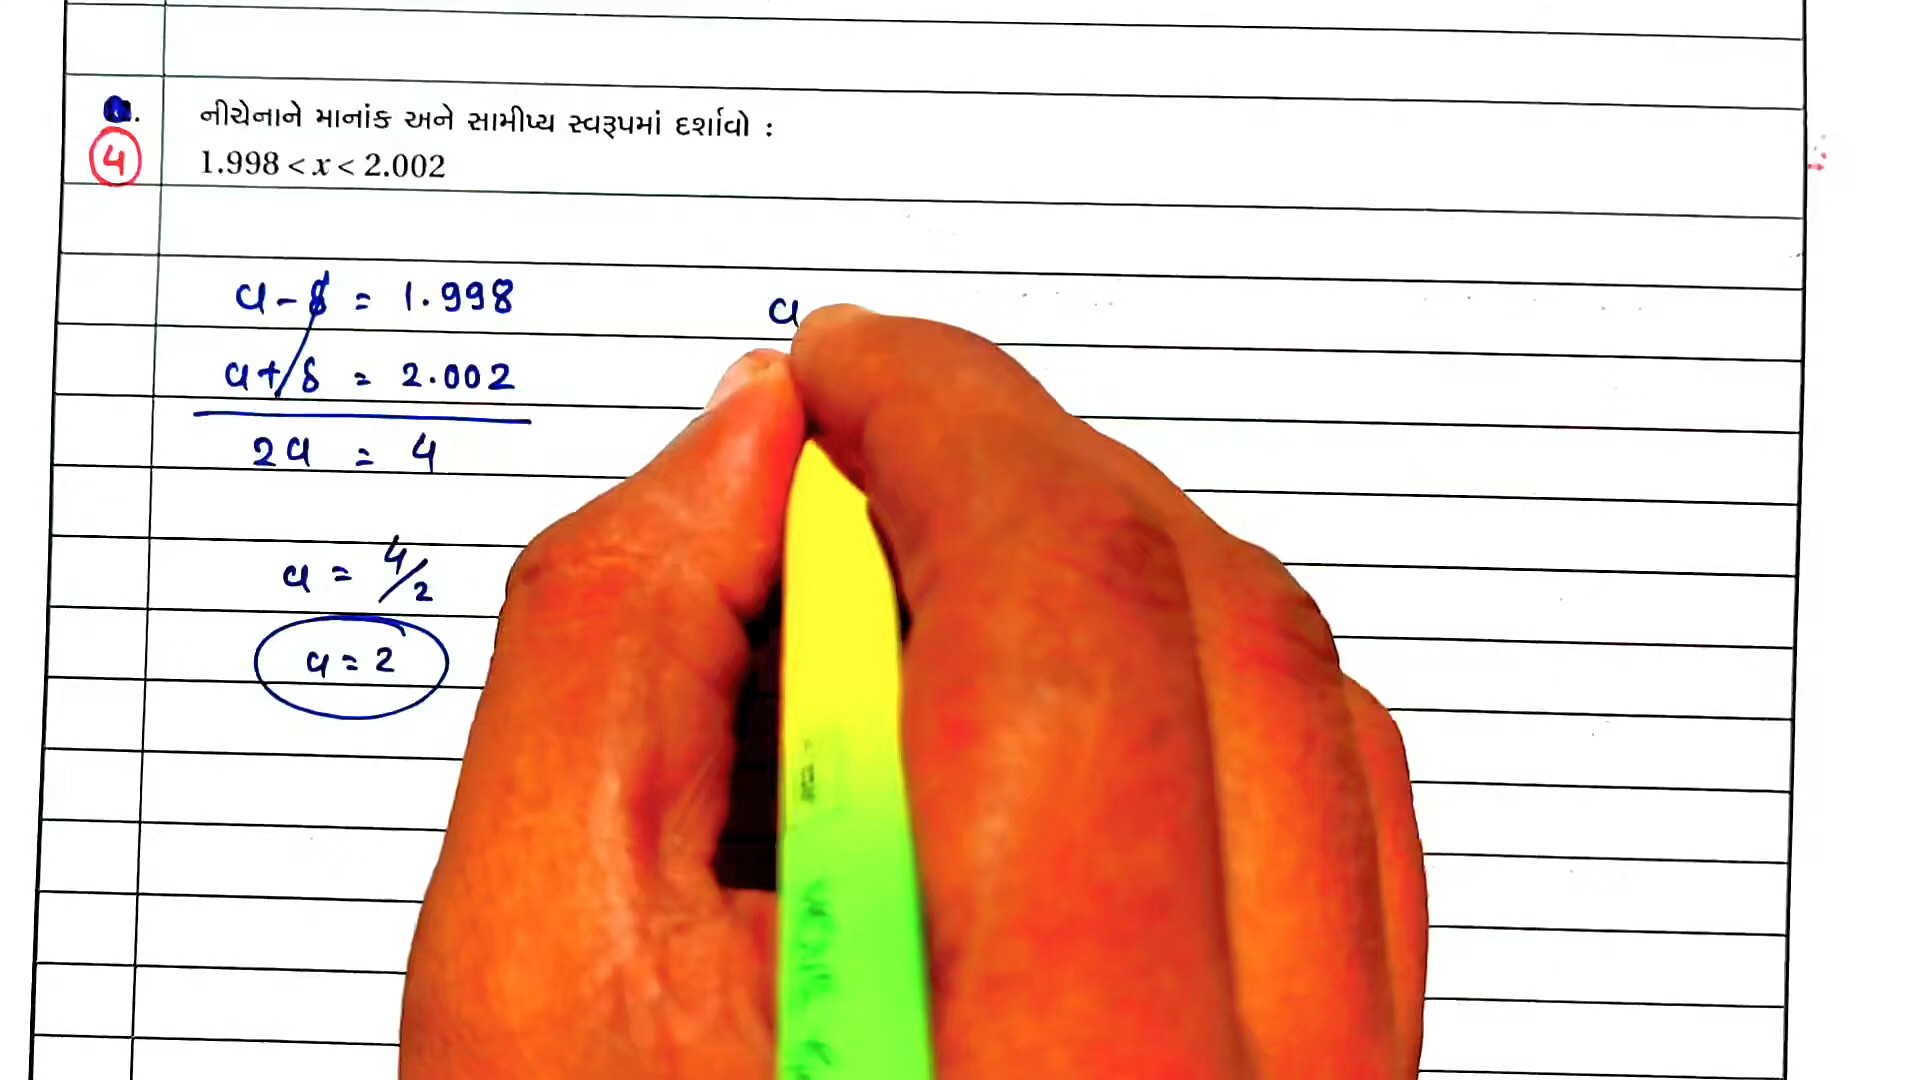 નીચેનાને માનાંક અને સામીપ્ય સ્વરૂપમાં દર્શાવો :
4
1.998 < x < 2.002
a - δ = 1.998
a + δ = 2.002
2a = 4
a = 4/2
a = 2
a